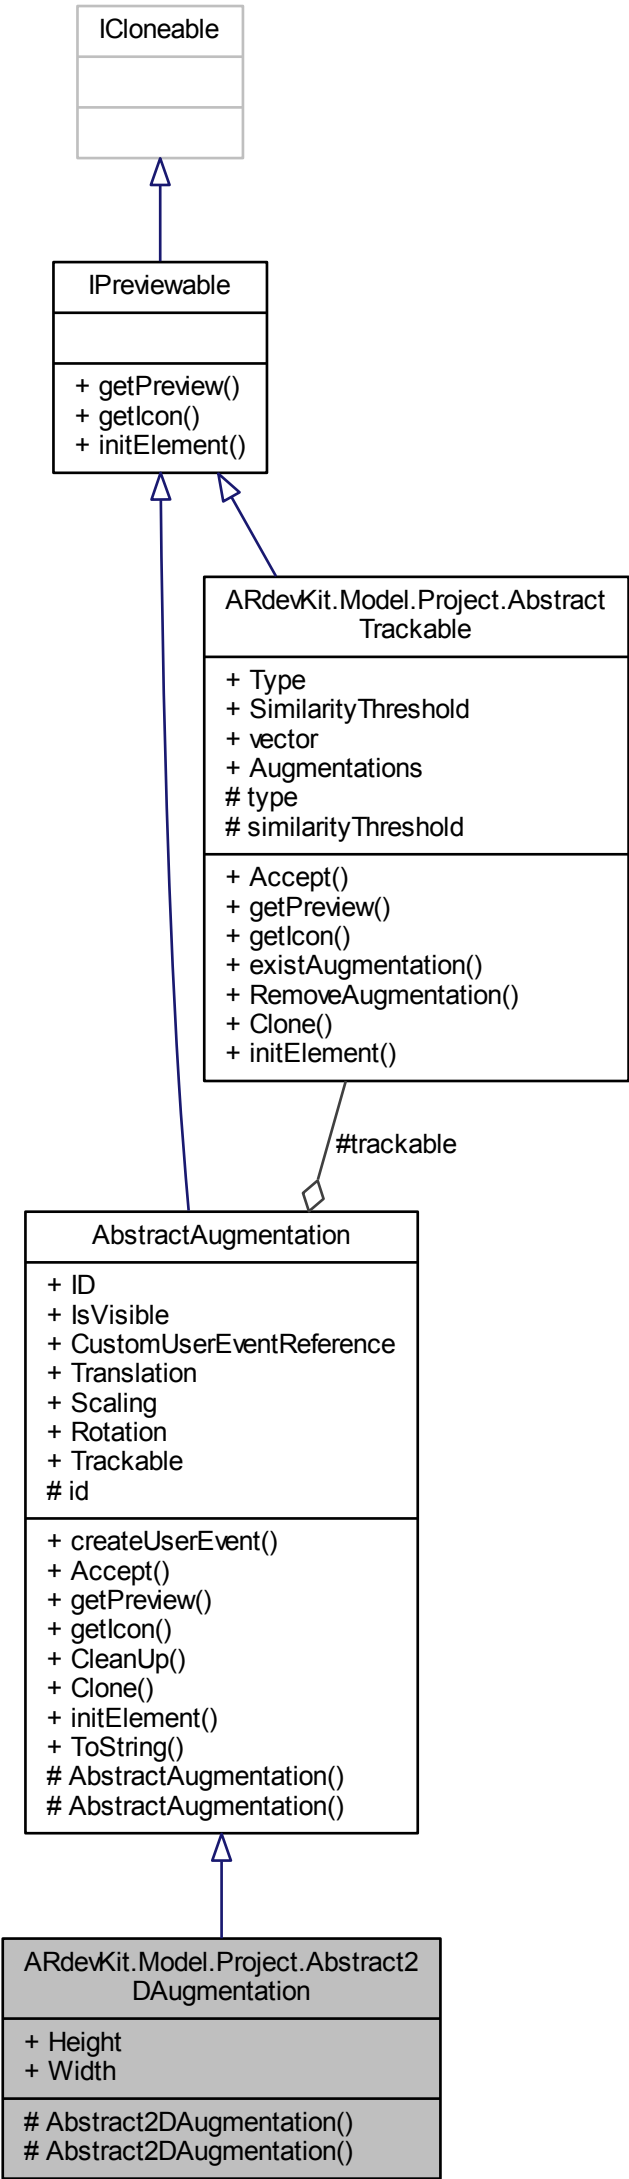 ICloneable
IPreviewable
+ getPreview()
+ getIcon()
+ initElement()
ARdevKit.Model.Project.Abstract
Trackable
+ Type
+ SimilarityThreshold
+ vector
+ Augmentations
# type
# similarityThreshold
+ Accept()
+ getPreview()
+ getIcon()
+ existAugmentation()
+ RemoveAugmentation()
+ Clone()
+ initElement()
#trackable
AbstractAugmentation
+ ID
+ IsVisible
+ CustomUserEventReference
+ Translation
+ Scaling
+ Rotation
+ Trackable
# id
+ createUserEvent()
+ Accept()
+ getPreview()
+ getIcon()
+ CleanUp()
+ Clone()
+ initElement()
+ ToString()
# AbstractAugmentation()
# AbstractAugmentation()
ARdevKit.Model.Project.Abstract2
DAugmentation
+ Height
+ Width
# Abstract2DAugmentation()
# Abstract2DAugmentation()